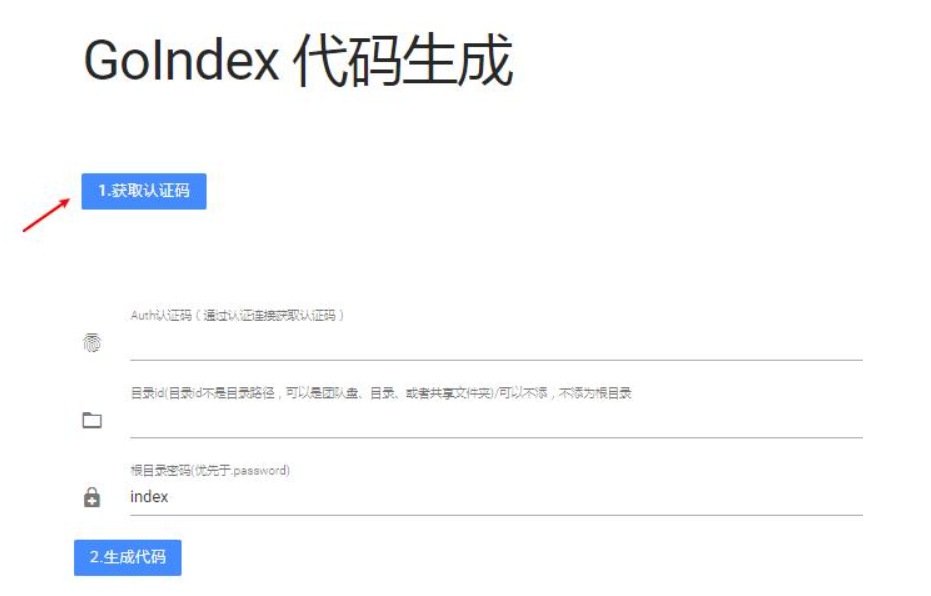 GoIndex 代码生成
1.获取认证码
Auth认证码（通过认证连接获取认证码）
目录id(目录id不是目录路径，可以是团队盘、目录、或者共享文件夹)/可以不添，不添为根目录
根目录密码(优先于.password)
index
2.生成代码